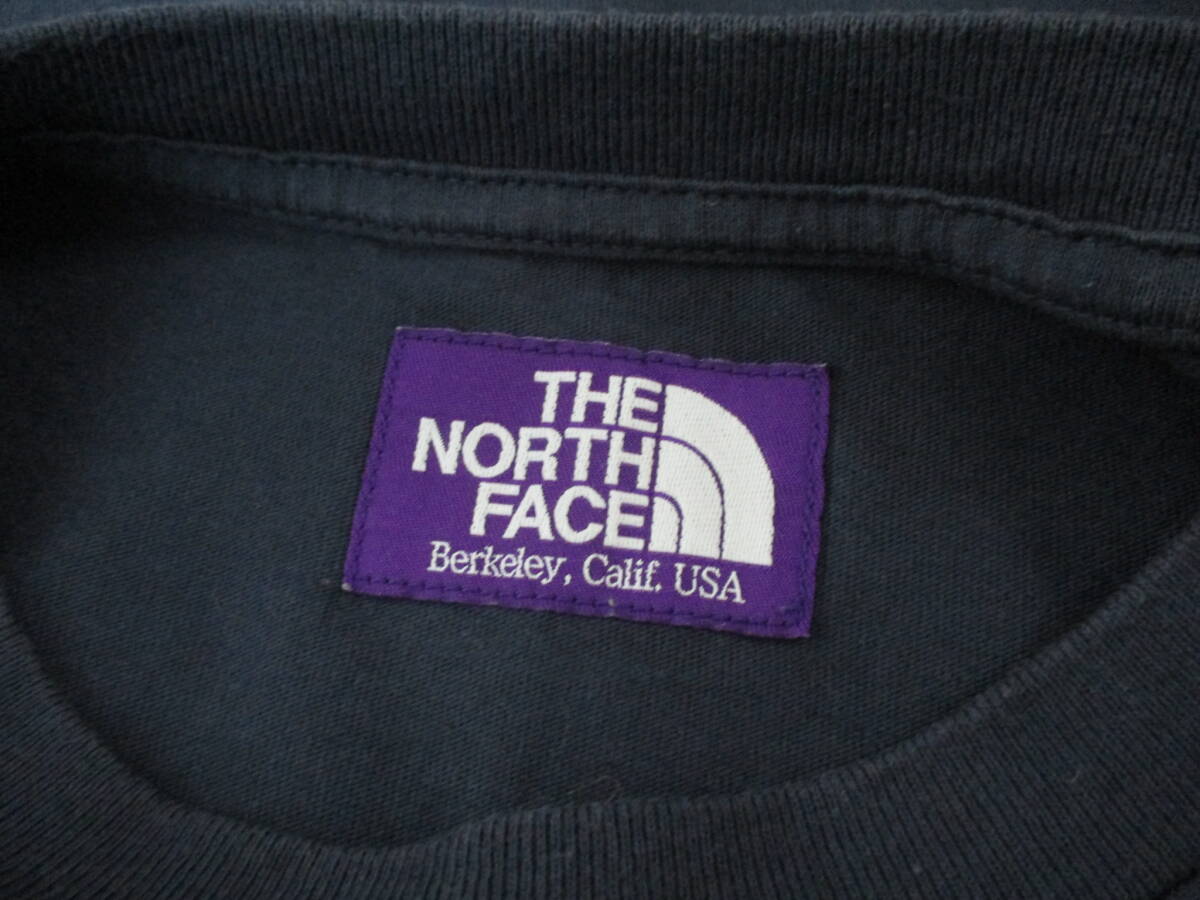 THE
NORTH
FACE
Berkeley, Calif. USA